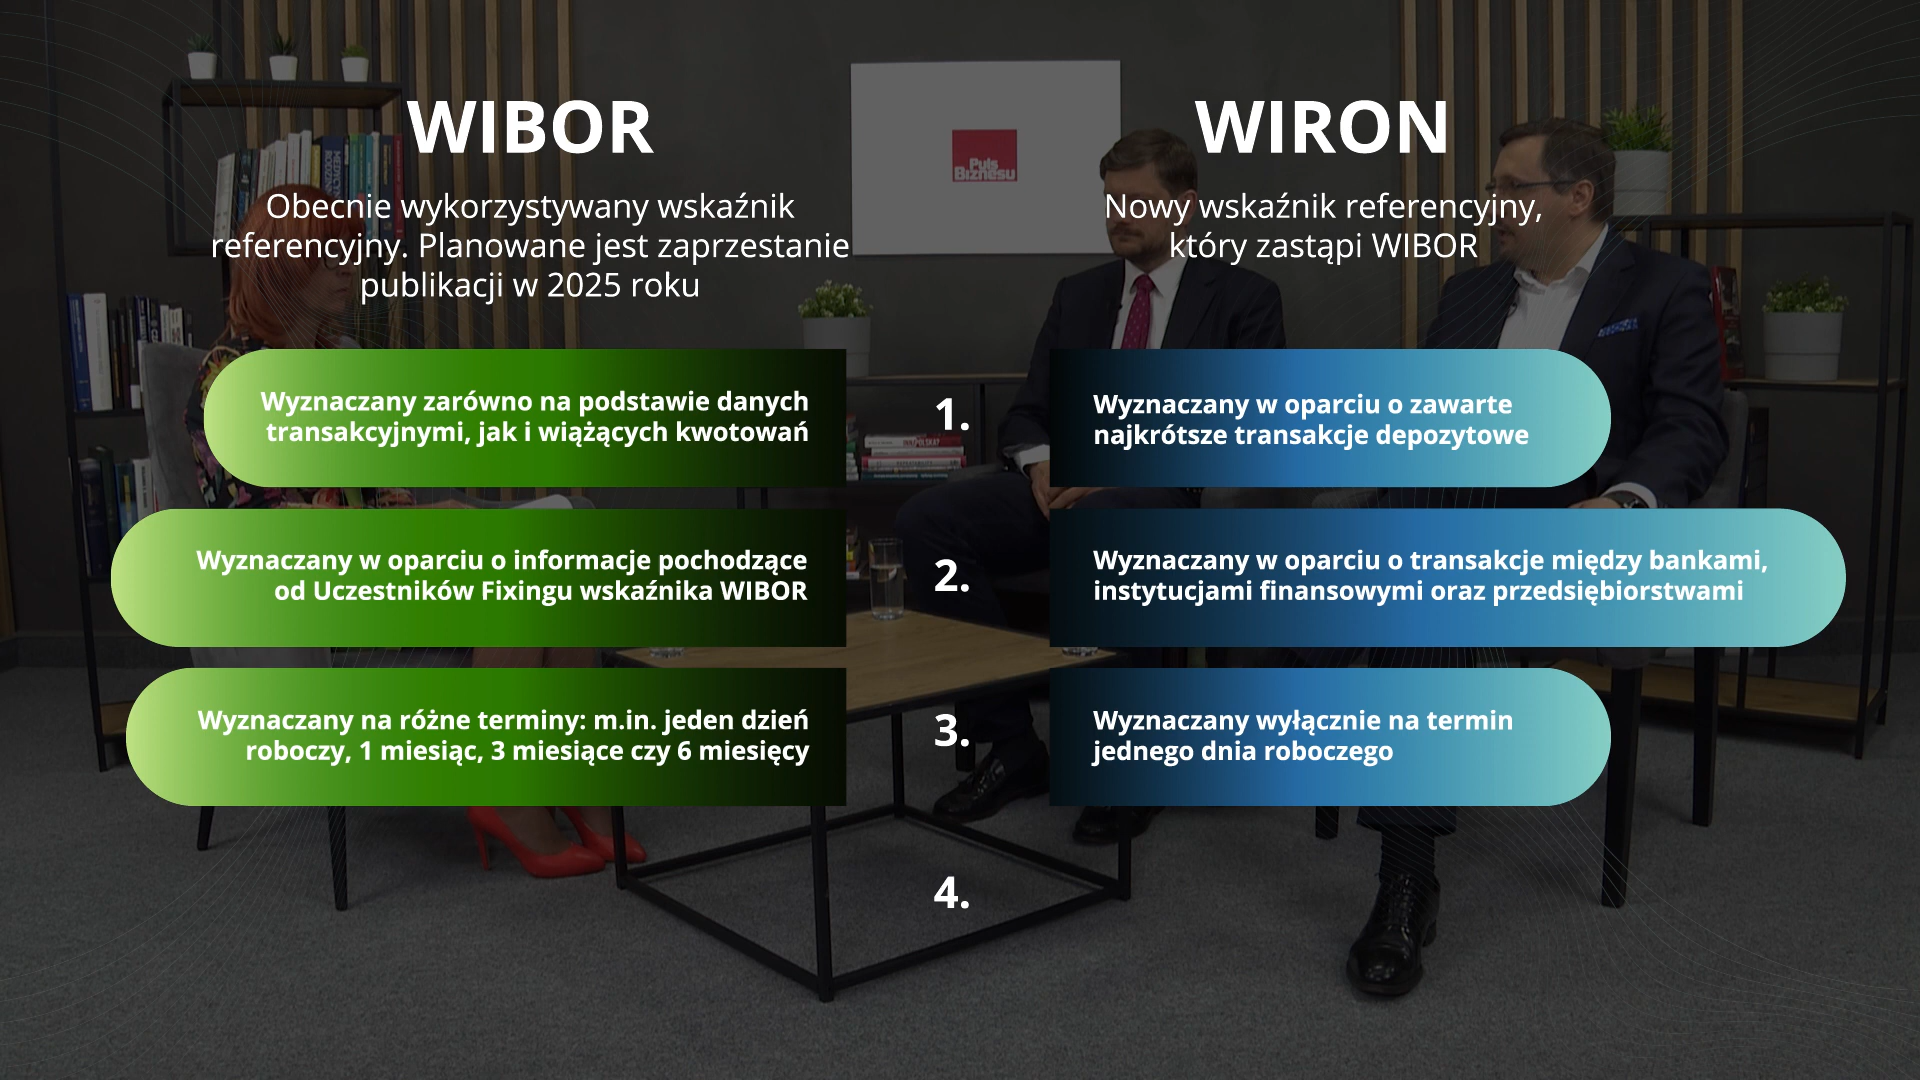 WIBOR
Obecnie wykorzystywany wskaźnik
referencyjny. Planowane jest zaprzestanie
publikacji w 2025 roku
WIRON
Nowy wskaźnik referencyjny,
który zastąpi WIBOR
Puls
Biznesu
1.
Wyznaczany zarówno na podstawie danych
transakcyjnymi, jak i wiążących kwotowań
Wyznaczany w oparciu o zawarte
najkrótsze transakcje depozytowe
2.
Wyznaczany w oparciu o informacje pochodzące
od Uczestników Fixingu wskaźnika WIBOR
Wyznaczany w oparciu o transakcje między bankami,
instytucjami finansowymi oraz przedsiębiorstwami
3.
Wyznaczany na różne terminy: m.in. jeden dzień
roboczy, 1 miesiąc, 3 miesiące czy 6 miesięcy
Wyznaczany wyłącznie na termin
jednego dnia roboczego
4.